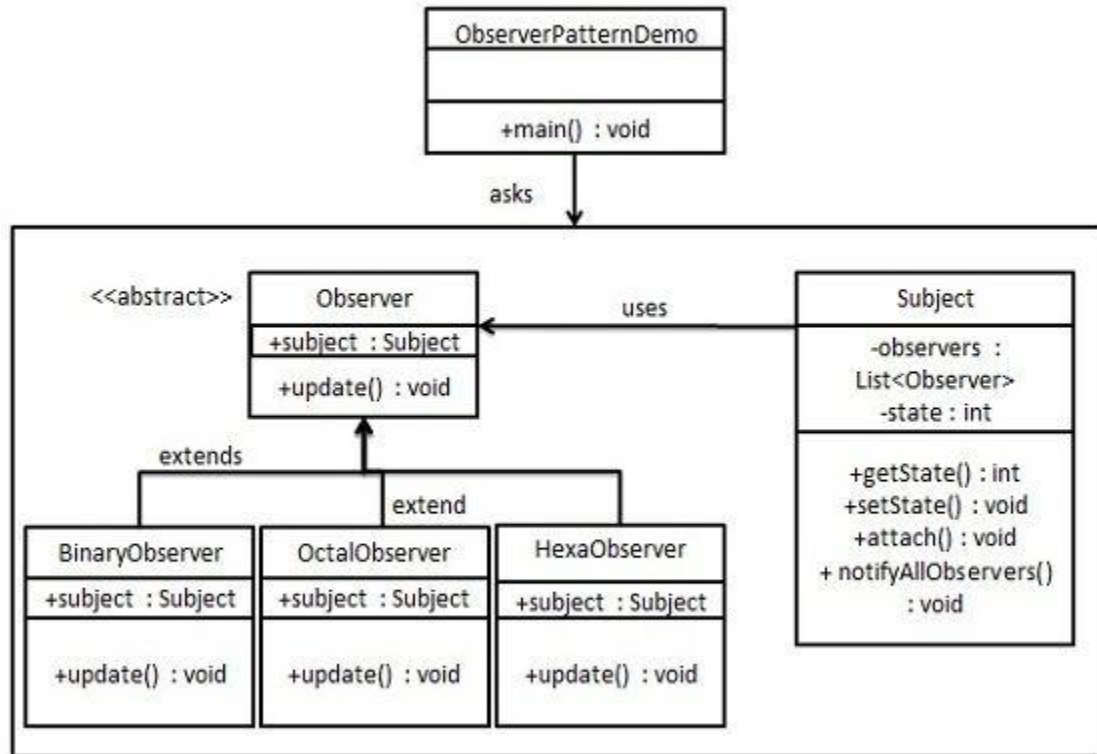 ObserverPatternDemo
+main() : void
asks
<<abstract>>
Observer
+subject : Subject
+update() : void
uses
Subject
-observers :
List<Observer>
-state : int
+getState() : int
+setState() : void
+attach() : void
+ notifyAllObservers()
: void
extends
extend
BinaryObserver
+subject : Subject
+update() : void
OctalObserver
+subject : Subject
+update() : void
HexaObserver
+subject : Subject
+update() : void